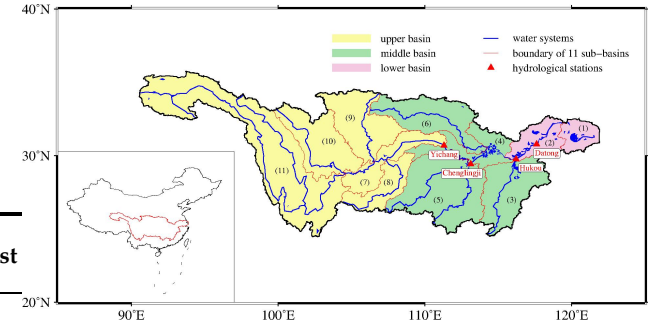 40°N
upper basin
water systems
middle basin
boundary of 11 sub−basins
lower basin
hydrological stations
(9)
(6)
(1)
(10)
(4)
(2)
30°N
Yichang
Datong
(11)
(7)
(8)
Chenglingji
Hukou
(5)
(3)
st
20°N
90°E
100°E
110°E
120°E